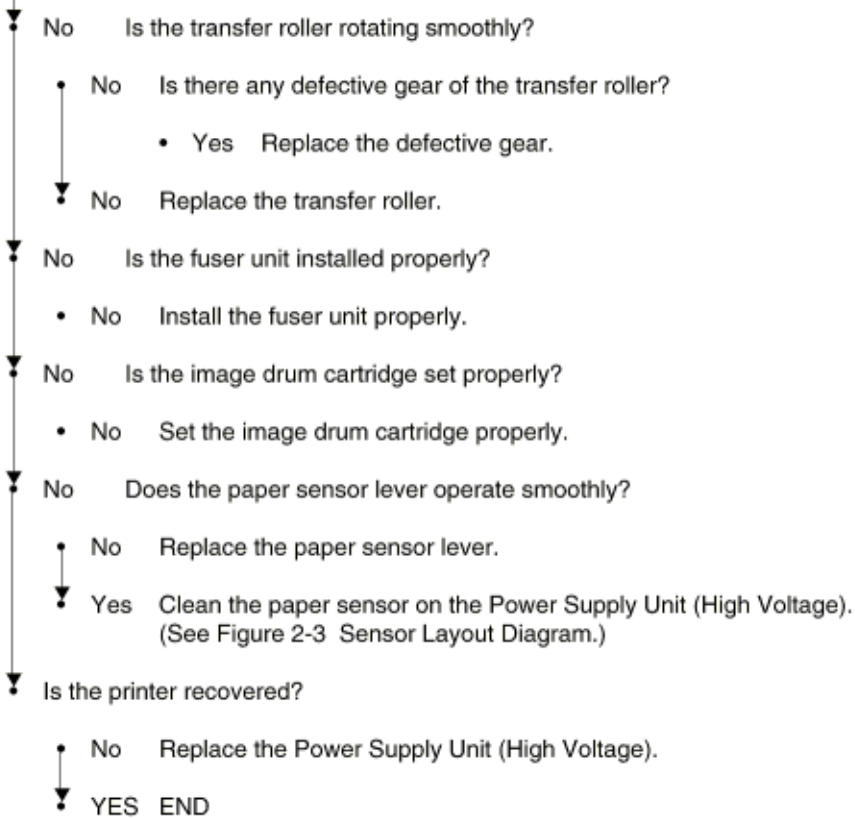 No Is the transfer roller rotating smoothly?
• No Is there any defective gear of the transfer roller?
• Yes Replace the defective gear.
No Replace the transfer roller.
No Is the fuser unit installed properly?
• No Install the fuser unit properly.
No Is the image drum cartridge set properly?
• No Set the image drum cartridge properly.
No Does the paper sensor lever operate smoothly?
• No Replace the paper sensor lever.
Yes Clean the paper sensor on the Power Supply Unit (High Voltage).
(See Figure 2-3 Sensor Layout Diagram.)
Is the printer recovered?
• No Replace the Power Supply Unit (High Voltage).
YES END